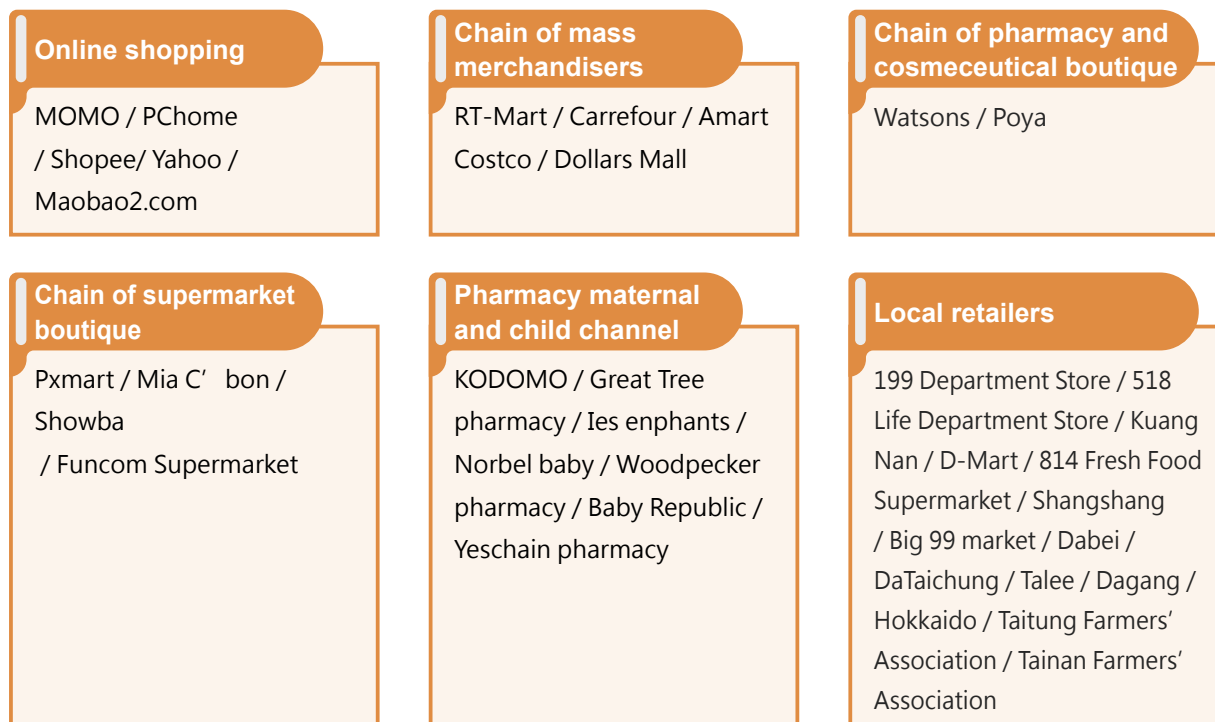 Online shopping
MOMO / PChome
/ Shopee/ Yahoo /
Maobao2.com
Chain of mass
merchandisers
RT-Mart / Carrefour / Amart
Costco / Dollars Mall
Chain of pharmacy and
cosmeceutical boutique
Watsons / Poya
Chain of supermarket
boutique
Pxmart / Mia C’ bon /
Showba
/ Funcom Supermarket
Pharmacy maternal
and child channel
KODOMO / Great Tree
pharmacy / Ies enphants /
Norbel baby / Woodpecker
pharmacy / Baby Republic /
Yeschain pharmacy
Local retailers
199 Department Store / 518
Life Department Store / Kuang
Nan / D-Mart / 814 Fresh Food
Supermarket / Shangshang
/ Big 99 market / Dabei /
DaTaichung / Talee / Dagang /
Hokkaido / Taitung Farmers’
Association / Tainan Farmers’
Association